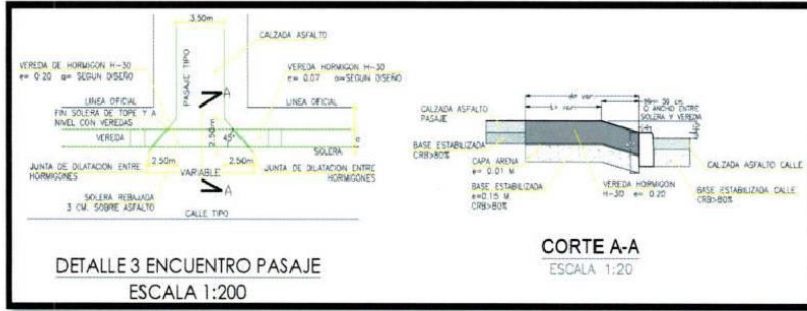 3.50m
CALZADA ASFALTO
VEREDA DE HORMIGON H-30
e= 0.20 a= SEGUN DISEÑO
PASAJE TIPO
VEREDA HORMIGON H-30
e= 0.07 a=SEGUN DISEÑO
A
LINEA OFICIAL
LINEA OFICIAL
FIN SOLERA DE TOPE Y A
NIVEL CON VEREDAS
VEREDA
2.50m
45°
SOLERA
2.50m
2.50m
JUNTA DE DILATACION ENTRE
HORMIGONES
VARIABLE
JUNTA DE DILATACION ENTRE
HORMIGONES
SOLERA REBAJADA
3 CM. SOBRE ASFALTO
A
CALLE TIPO
DETALLE 3 ENCUENTRO PASAJE
ESCALA 1:200
O ANCHO ENTRE
SOLERA Y VEREDA
CALZADA ASFALTO
PASAJE
BASE ESTABILIZADA
CRB>80%
CAPA ARENA
e= 0.01 M
CALZADA ASFALTO CALLE
BASE ESTABILIZADA
e=0.15 M
CRB>80%
VEREDA HORMIGON
H-30 e= 0.20
BASE ESTABILIZADA CALLE
CRB>80%
CORTE A-A
ESCALA 1:20